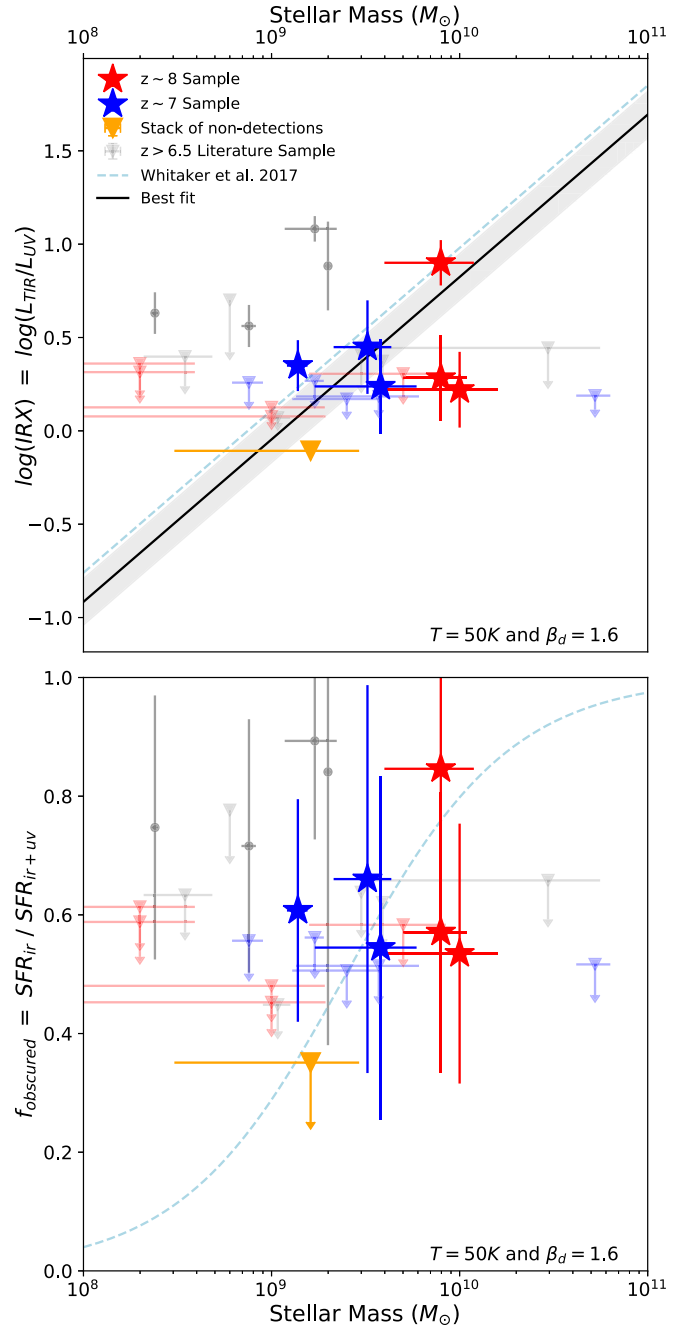 Stellar Mass (M⊙)
10⁸ 10⁹ 10¹⁰ 10¹¹
z ~ 8 Sample
z ~ 7 Sample
Stack of non-detections
z > 6.5 Literature Sample
Whitaker et al. 2017
Best fit
1.5
1.0
0.5
0.0
−0.5
−1.0
log(IRX) = log(L_TIR/L_UV)
T = 50K and β_d = 1.6
1.0
0.8
0.6
0.4
0.2
0.0
f_obscured = SFR_ir / SFR_ir+uv
T = 50K and β_d = 1.6
10⁸ 10⁹ 10¹⁰ 10¹¹
Stellar Mass (M⊙)